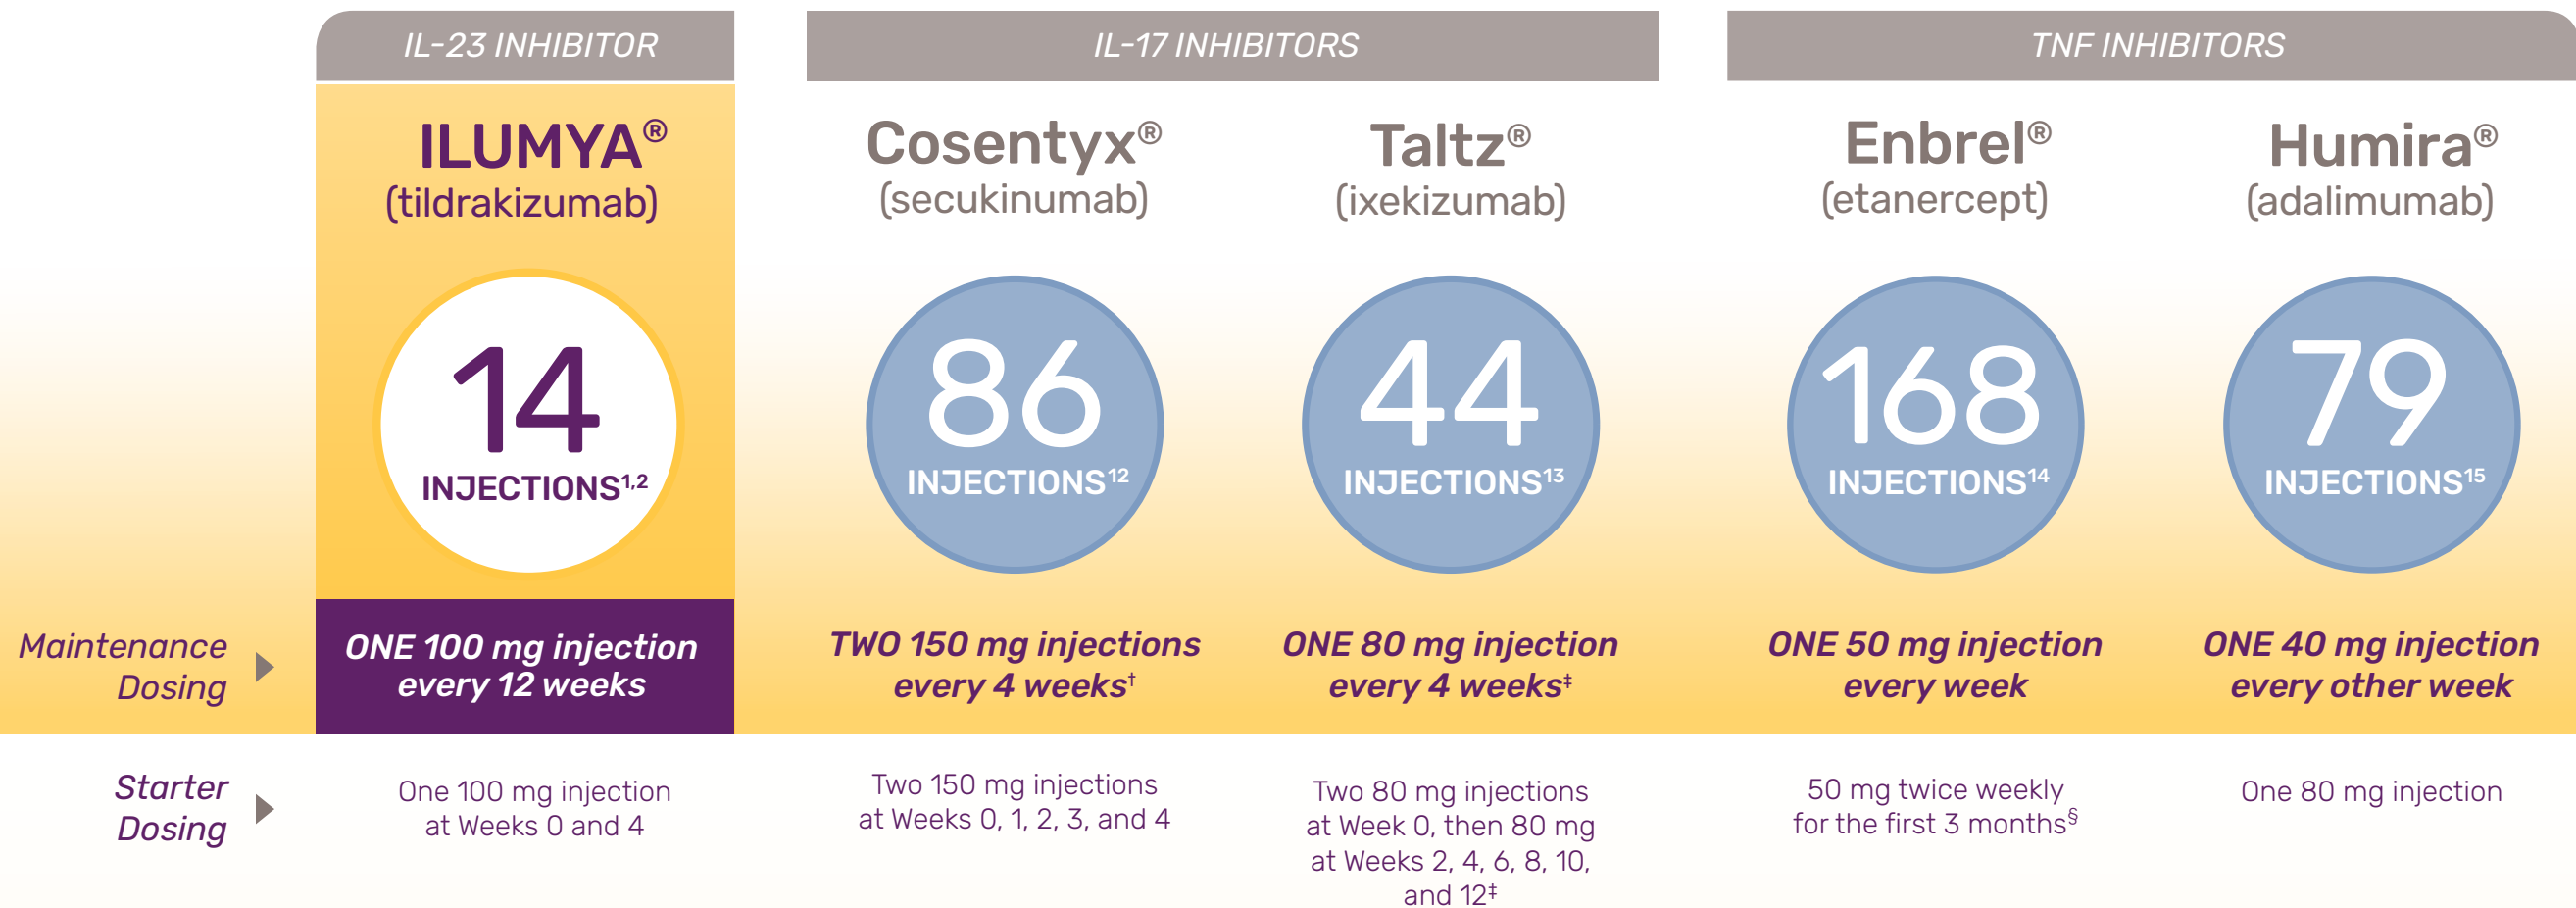 IL-23 INHIBITOR
IL-17 INHIBITORS
TNF INHIBITORS
ILUMYA®
(tildrakizumab)
Cosentyx®
(secukinumab)
Taltz®
(ixekizumab)
Enbrel®
(etanercept)
Humira®
(adalimumab)
14
INJECTIONS1,2
86
INJECTIONS12
44
INJECTIONS13
168
INJECTIONS14
79
INJECTIONS15
Maintenance
Dosing
ONE 100 mg injection
every 12 weeks
TWO 150 mg injections
every 4 weeks†
ONE 80 mg injection
every 4 weeks‡
ONE 50 mg injection
every week
ONE 40 mg injection
every other week
Starter
Dosing
One 100 mg injection
at Weeks 0 and 4
Two 150 mg injections
at Weeks 0, 1, 2, 3, and 4
Two 80 mg injections
at Week 0, then 80 mg
at Weeks 2, 4, 6, 8, 10,
and 12‡
50 mg twice weekly
for the first 3 months§
One 80 mg injection